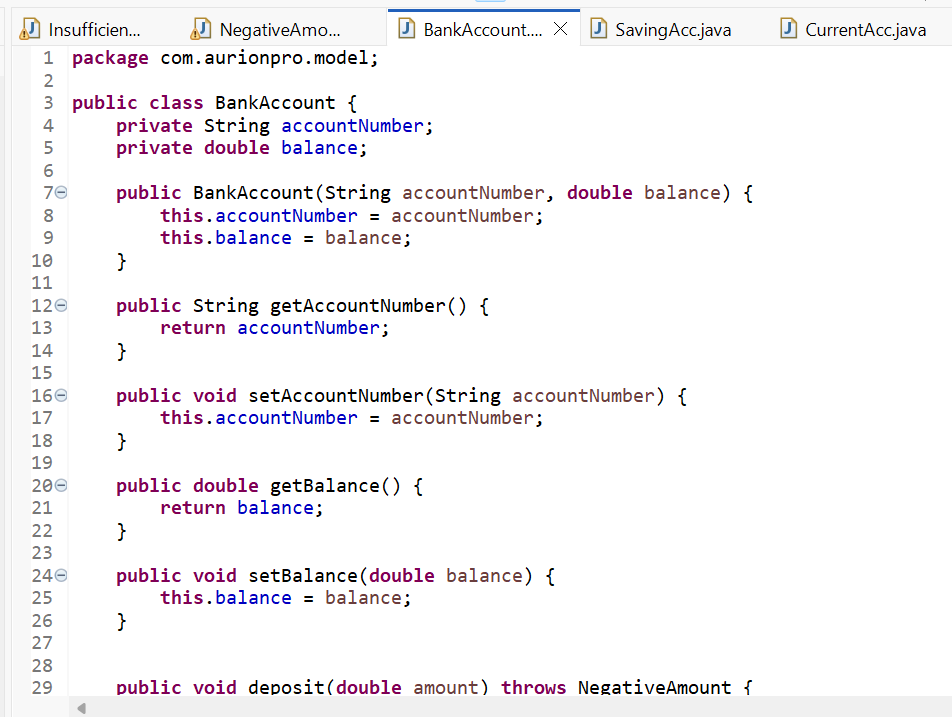 Insufficien... NegativeAmo... BankAccount.... SavingAcc.java CurrentAcc.java
1 package com.aurionpro.model;
2
3 public class BankAccount {
4 private String accountNumber;
5 private double balance;
6
7 public BankAccount(String accountNumber, double balance) {
8 this.accountNumber = accountNumber;
9 this.balance = balance;
10 }
11
12 public String getAccountNumber() {
13 return accountNumber;
14 }
15
16 public void setAccountNumber(String accountNumber) {
17 this.accountNumber = accountNumber;
18 }
19
20 public double getBalance() {
21 return balance;
22 }
23
24 public void setBalance(double balance) {
25 this.balance = balance;
26 }
27
28
29 public void deposit(double amount) throws NegativeAmount {